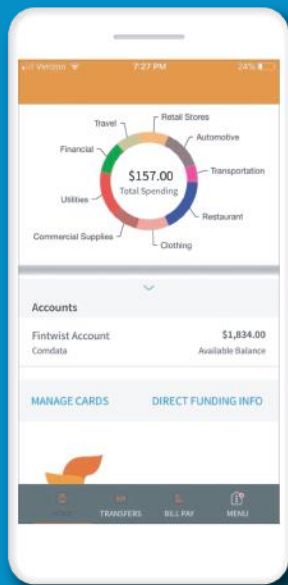 Verizon 7:27 PM 24%
Travel
Retail Stores
Automotive
Financial
Transportation
$157.00
Total Spending
Utilities
Restaurant
Commercial Supplies
Clothing
Accounts
Fintwist Account $1,834.00
Comdata Available Balance
MANAGE CARDS DIRECT FUNDING INFO
HOME TRANSFERS BILL PAY MENU